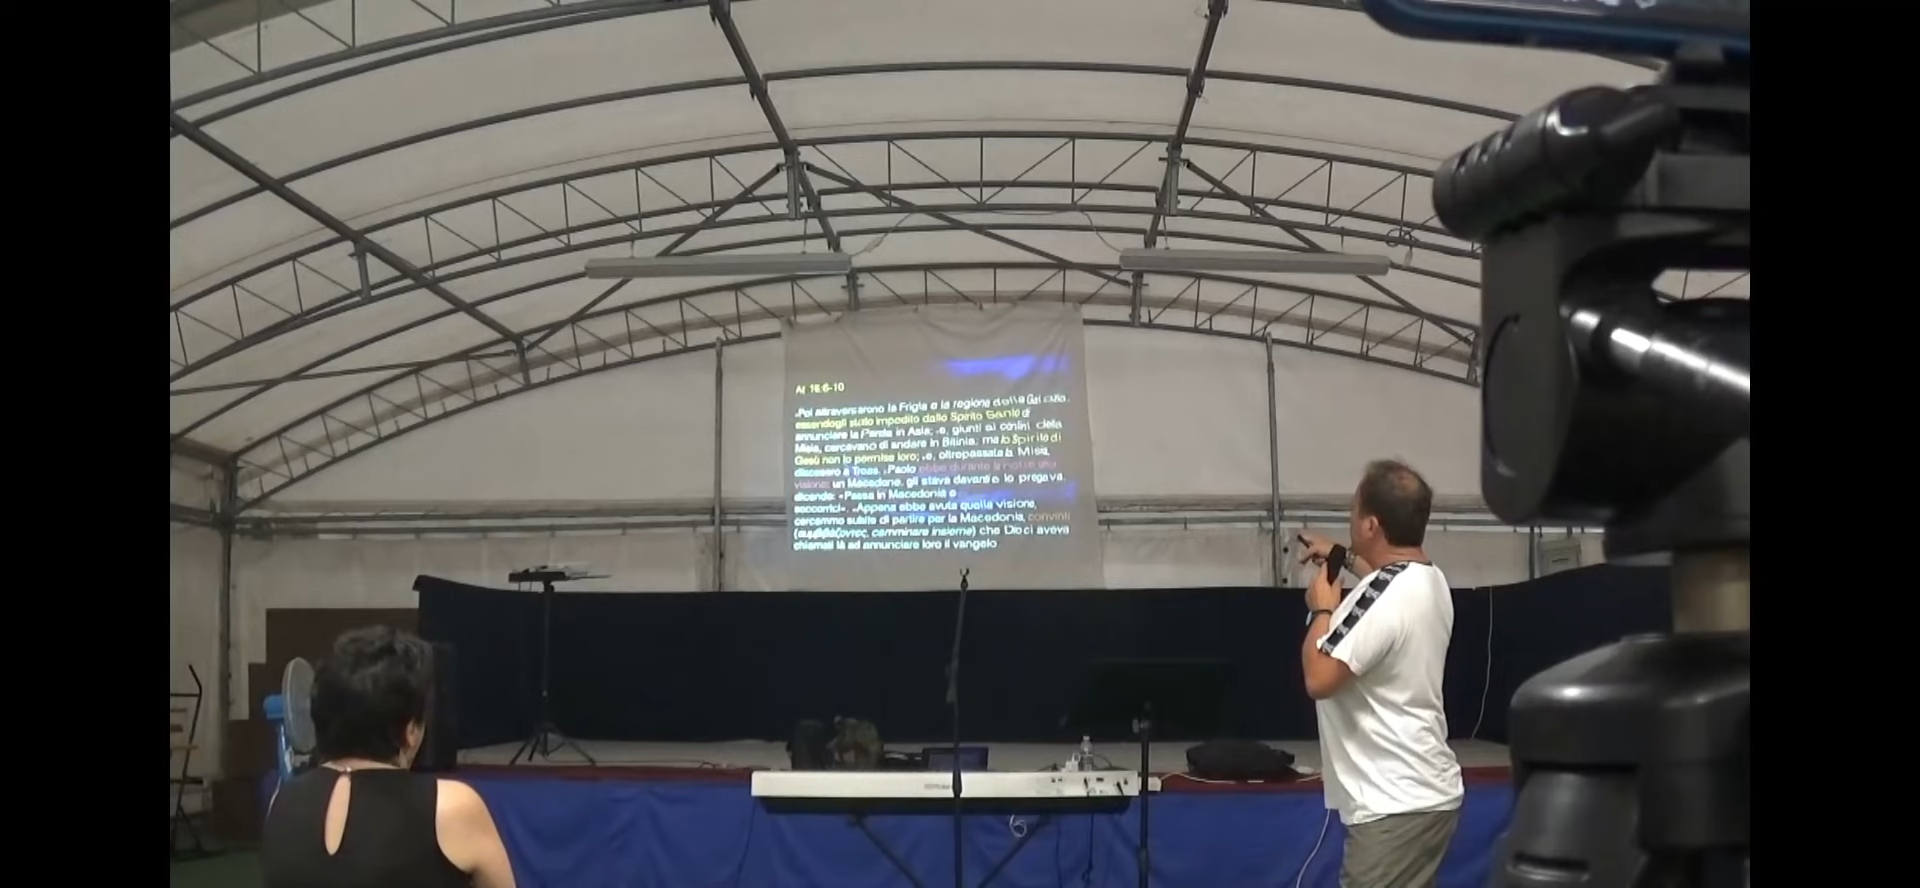 At 16:6-10
Poi attraversarono la Frigia e la regione della
essendogli stato impedito dallo Spirito Santo di
annunciare la Parola in Asia; e, giunti ai confini della
Misia, cercavano di andare in Bitinia; ma lo Spirito di
Gesù non lo permise loro; e, oltrepassata la Misia,
discesero a Troas. Paolo ebbe durante la notte una
visione: un Macedone, gli stava davanti e lo pregava,
dicendo: «Passa in Macedonia e
soccorrici». Appena ebbe avuta quella visione,
cercammo subito di partire per la Macedonia, convinti
(συμβιβάζοντες, camminare insieme) che Dio ci aveva
chiamati là ad annunciare loro il vangelo